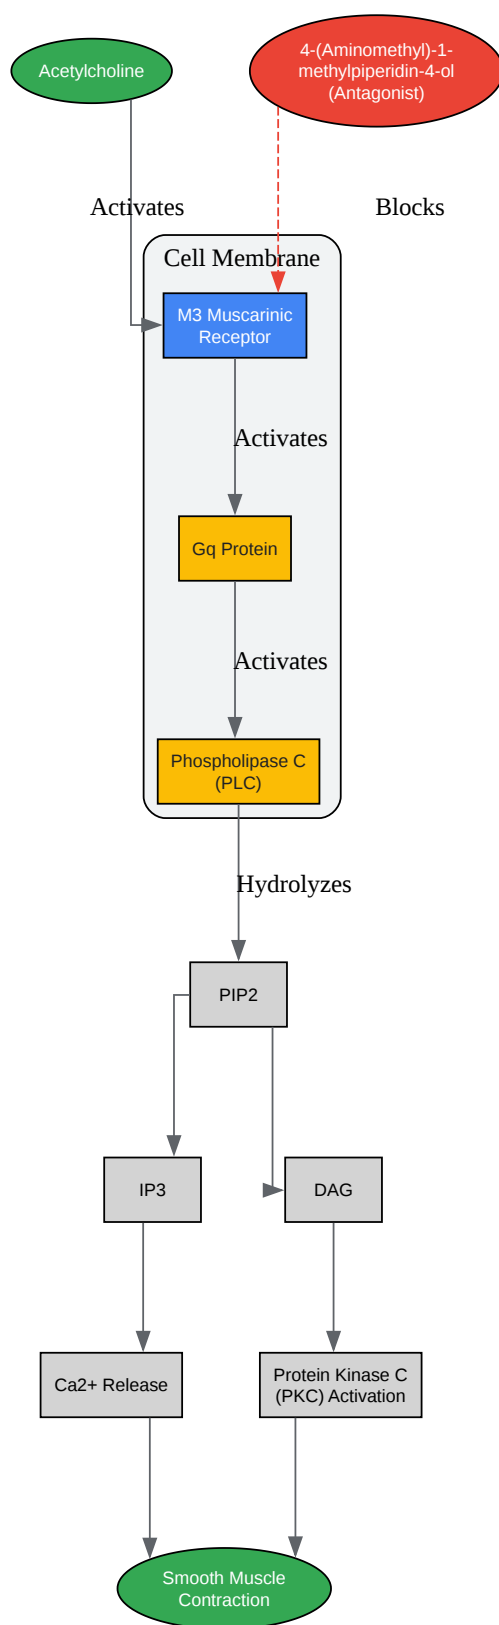 Acetylcholine
4-(Aminomethyl)-1-
methylpiperidin-4-ol
(Antagonist)
Activates
Blocks
Cell Membrane
M3 Muscarinic
Receptor
Activates
Gq Protein
Activates
Phospholipase C
(PLC)
Hydrolyzes
PIP2
IP3
DAG
Ca2+ Release
Protein Kinase C
(PKC) Activation
Smooth Muscle
Contraction